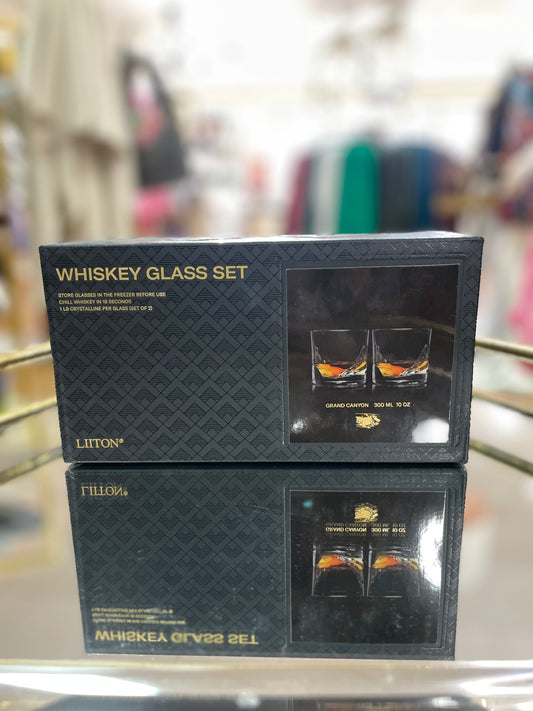 WHISKEY GLASS SET
STORE GLASSES IN THE FREEZER BEFORE USE
CHILL WHISKEY IN 15 SECONDS
1 LB CRYSTALLINE PER GLASS (SET OF 2)
GRAND CANYON 300 ML 10 OZ
LIITON®